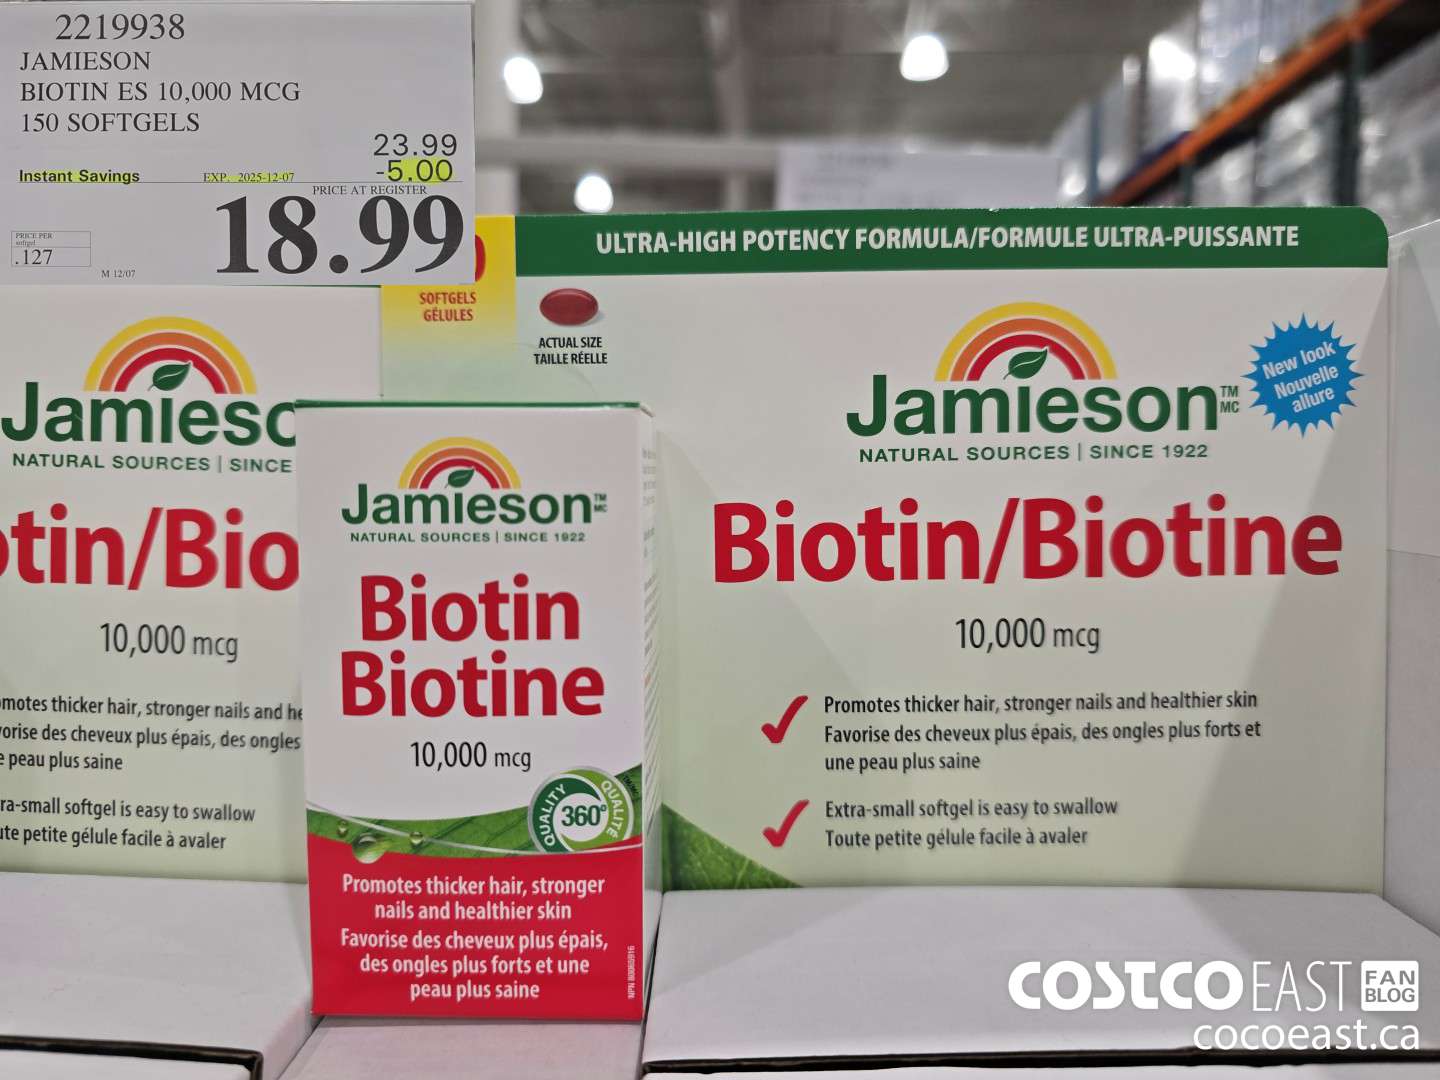 2219938
JAMIESON
BIOTIN ES 10,000 MCG
150 SOFTGELS
23.99
Instant Savings EXP. 2025-12-07 -5.00
PRICE AT REGISTER
18.99
PRICE PER
softgel
.127
M 12/07
SOFTGELS
GÉLULES
ACTUAL SIZE
TAILLE RÉELLE
ULTRA-HIGH POTENCY FORMULA/FORMULE ULTRA-PUISSANTE
Jamieson TM MC
NATURAL SOURCES | SINCE 1922
New look
Nouvelle
allure
Biotin/Biotine
10,000 mcg
Promotes thicker hair, stronger nails and healthier skin
Favorise des cheveux plus épais, des ongles plus forts et
une peau plus saine
Extra-small softgel is easy to swallow
Toute petite gélule facile à avaler
Jamieso
NATURAL SOURCES | SINCE
otin/Bio
10,000 mcg
omotes thicker hair, stronger nails and he
vorise des cheveux plus épais, des ongles
e peau plus saine
ra-small softgel is easy to swallow
ute petite gélule facile à avaler
Jamieson TM MC
NATURAL SOURCES | SINCE 1922
Biotin
Biotine
10,000 mcg
QUALITY 360° QUALITÉ
Promotes thicker hair, stronger
nails and healthier skin
Favorise des cheveux plus épais,
des ongles plus forts et une
peau plus saine
COSTCO EAST FAN
BLOG
cocoeast.ca